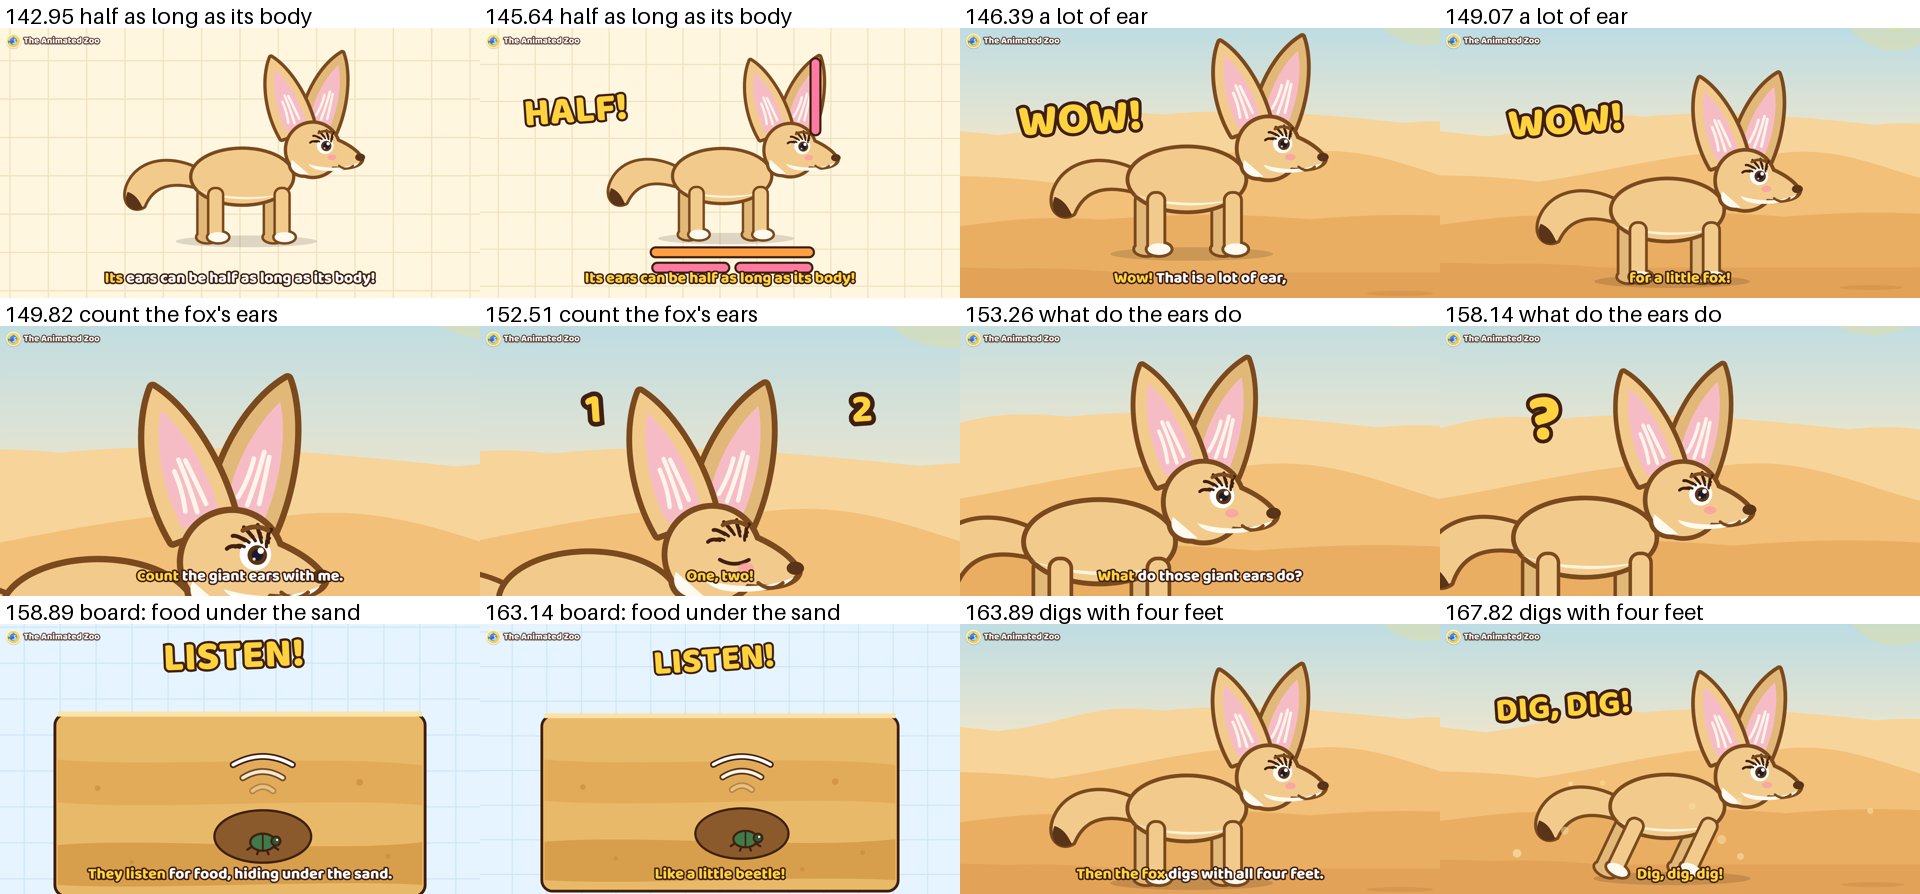 142.95 half as long as its body
The Animated Zoo
Its ears can be half as long as its body!
145.64 half as long as its body
The Animated Zoo
HALF!
Its ears can be half as long as its body!
146.39 a lot of ear
The Animated Zoo
WOW!
Wow! That is a lot of ear,
149.07 a lot of ear
The Animated Zoo
WOW!
for a little fox!
149.82 count the fox's ears
The Animated Zoo
Count the giant ears with me.
152.51 count the fox's ears
The Animated Zoo
1 2
One, two!
153.26 what do the ears do
The Animated Zoo
What do those giant ears do?
158.14 what do the ears do
The Animated Zoo
?
158.89 board: food under the sand
The Animated Zoo
LISTEN!
They listen for food, hiding under the sand.
163.14 board: food under the sand
The Animated Zoo
LISTEN!
Like a little beetle!
163.89 digs with four feet
The Animated Zoo
Then the fox digs with all four feet.
167.82 digs with four feet
The Animated Zoo
DIG, DIG!
Dig, dig, dig!